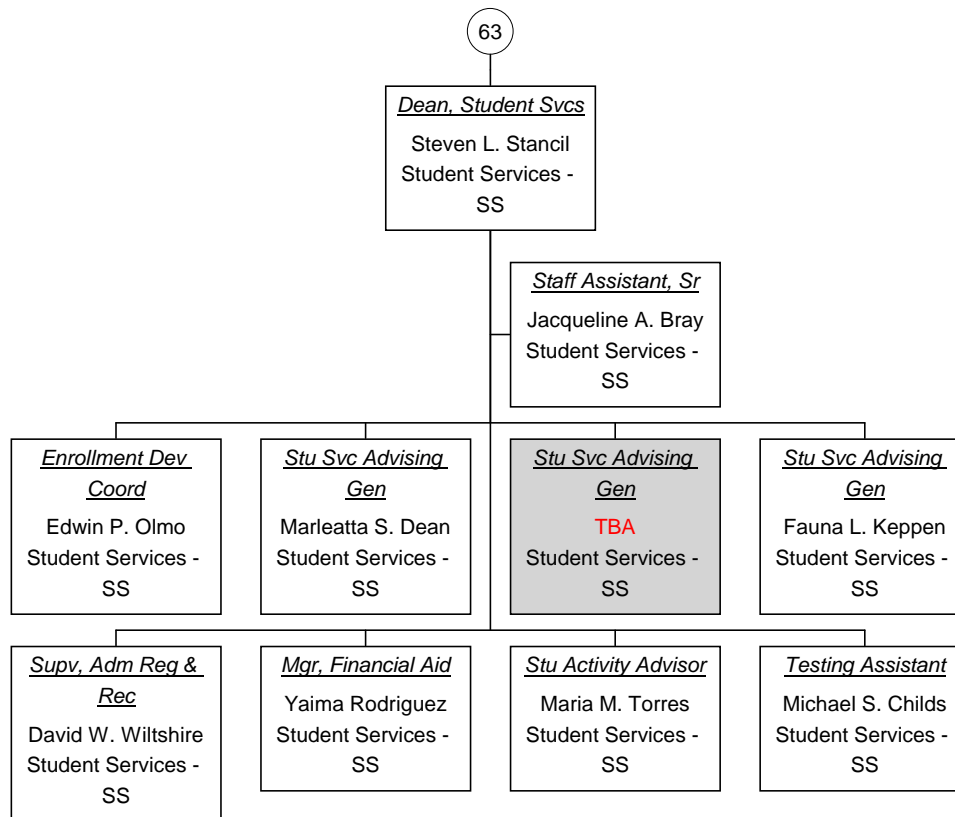 63
Dean, Student Svcs
Steven L. Stancil
Student Services -
SS
Staff Assistant, Sr
Jacqueline A. Bray
Student Services -
SS
Enrollment Dev
Coord
Edwin P. Olmo
Student Services -
SS
Stu Svc Advising
Gen
Marleatta S. Dean
Student Services -
SS
Stu Svc Advising
Gen
TBA
Student Services -
SS
Stu Svc Advising
Gen
Fauna L. Keppen
Student Services -
SS
Supv, Adm Reg &
Rec
David W. Wiltshire
Student Services -
SS
Mgr, Financial Aid
Yaima Rodriguez
Student Services -
SS
Stu Activity Advisor
Maria M. Torres
Student Services -
SS
Testing Assistant
Michael S. Childs
Student Services -
SS